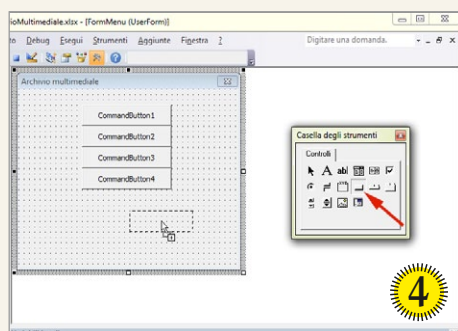 ioMultimediale.xlsx - [FormMenu (UserForm)]
Debug Esegui Strumenti Aggiunte Finestra ?
Digitare una domanda.
Archivio multimediale
CommandButton1
CommandButton2
CommandButton3
CommandButton4
Casella degli strumenti
Controlli
A abl
4